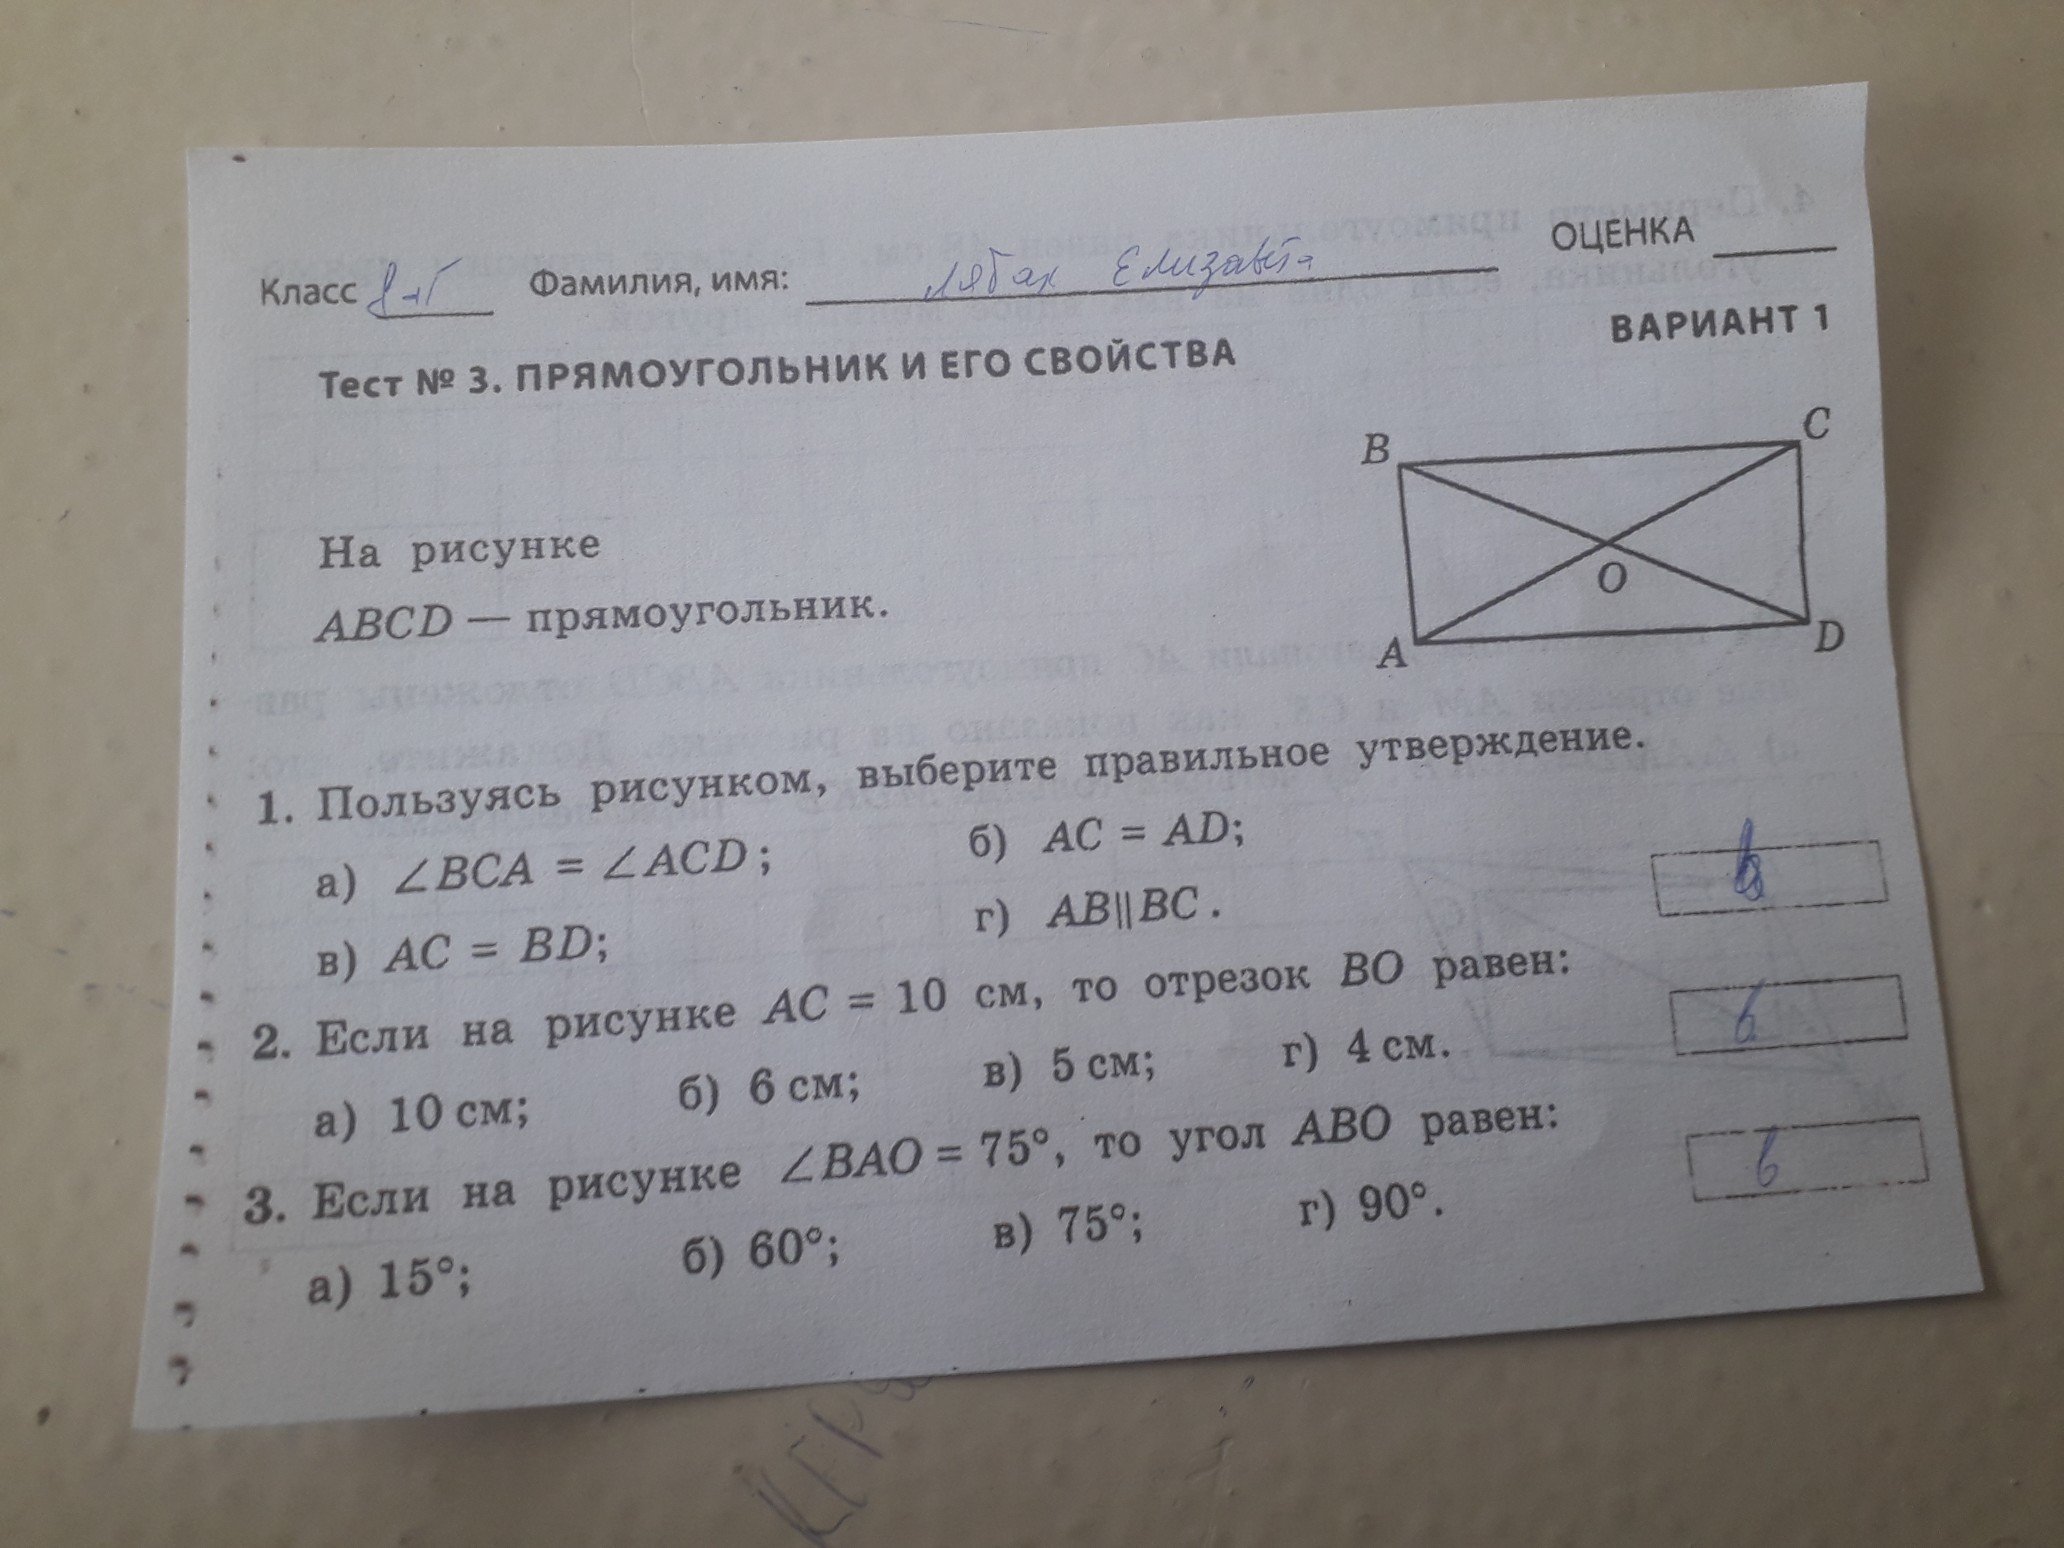 ОЦЕНКА
Класс 8-Г Фамилия, имя: Лябах Елизавета
ВАРИАНТ 1
Тест № 3. ПРЯМОУГОЛЬНИК И ЕГО СВОЙСТВА
B C
На рисунке
O
ABCD — прямоугольник.
A D
1. Пользуясь рисунком, выберите правильное утверждение.
а) ∠BCA = ∠ACD; б) AC = AD;
в
в) AC = BD; г) AB||BC.
2. Если на рисунке AC = 10 см, то отрезок BO равен:
в
а) 10 см; б) 6 см; в) 5 см; г) 4 см.
3. Если на рисунке ∠BAO = 75°, то угол ABO равен:
в
а) 15°; б) 60°; в) 75°; г) 90°.